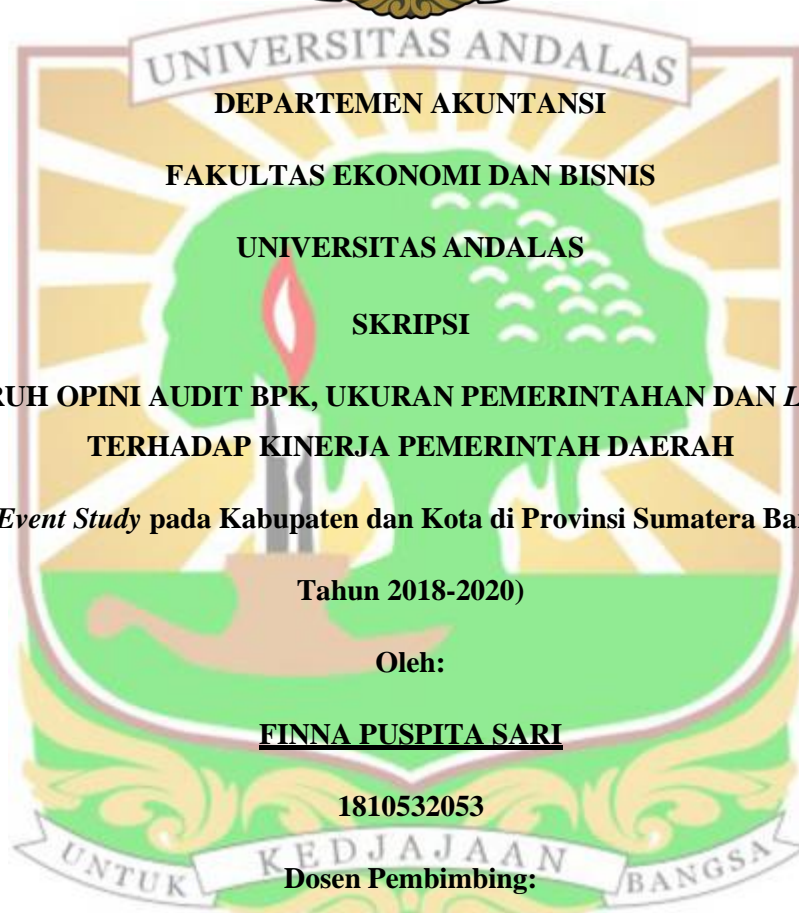 UNIVERSITAS ANDALAS
DEPARTEMEN AKUNTANSI
FAKULTAS EKONOMI DAN BISNIS
UNIVERSITAS ANDALAS
SKRIPSI
RUH OPINI AUDIT BPK, UKURAN PEMERINTAHAN DAN L
TERHADAP KINERJA PEMERINTAH DAERAH
Event Study pada Kabupaten dan Kota di Provinsi Sumatera Ba
Tahun 2018-2020)
Oleh:
FINNA PUSPITA SARI
1810532053
UNTUK KEDJAJAAN BANGSA
Dosen Pembimbing: